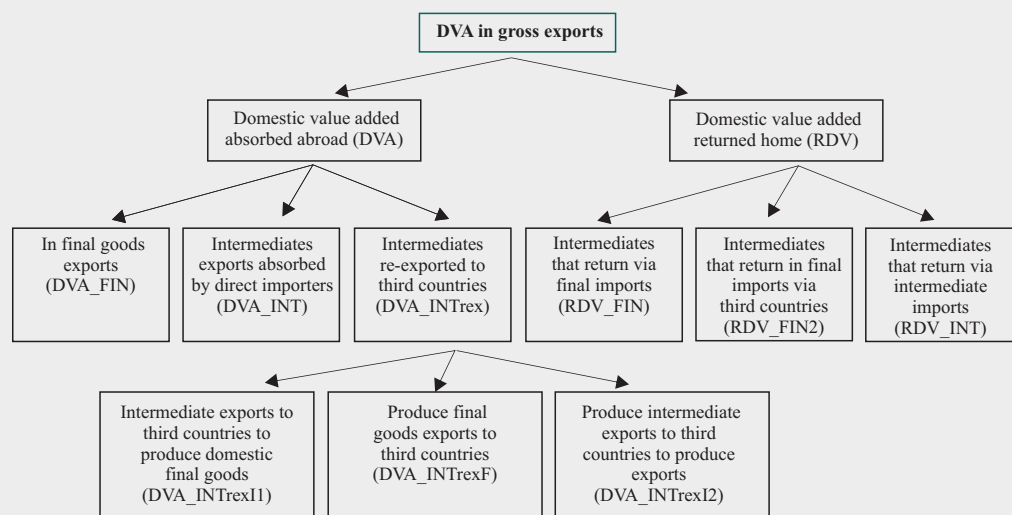 DVA in gross exports
Domestic value added
absorbed abroad (DVA)
Domestic value added
returned home (RDV)
In final goods
exports
(DVA_FIN)
Intermediates
exports absorbed
by direct importers
(DVA_INT)
Intermediates
re-exported to
third countries
(DVA_INTrex)
Intermediates
that return via
final imports
(RDV_FIN)
Intermediates
that return in final
imports via
third countries
(RDV_FIN2)
Intermediates
that return via
intermediate
imports
(RDV_INT)
Intermediate exports to
third countries to
produce domestic
final goods
(DVA_INTrexI1)
Produce final
goods exports to
third countries
(DVA_INTrexF)
Produce intermediate
exports to third
countries to produce
exports
(DVA_INTrexI2)